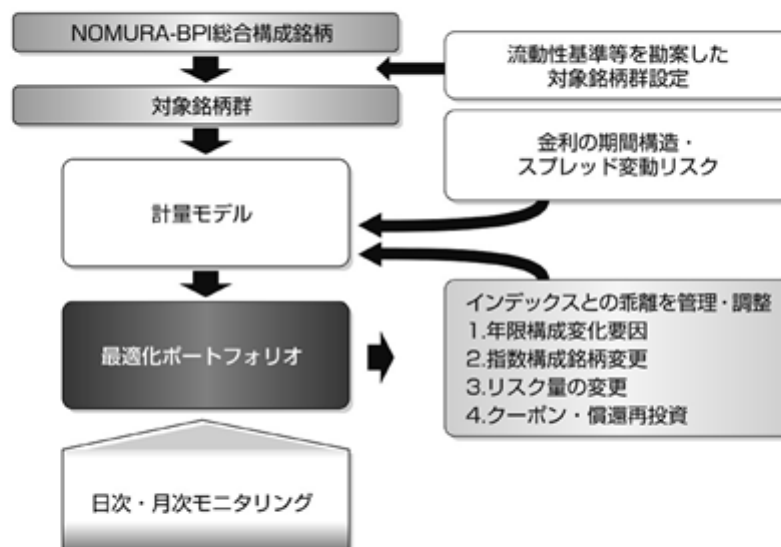 NOMURA-BPI総合構成銘柄
流動性基準等を勘案した
対象銘柄群設定
対象銘柄群
金利の期間構造・
スプレッド変動リスク
計量モデル
最適化ポートフォリオ
インデックスとの乖離を管理・調整
1.年限構成変化要因
2.指数構成銘柄変更
3.リスク量の変更
4.クーポン・償還再投資
日次・月次モニタリング